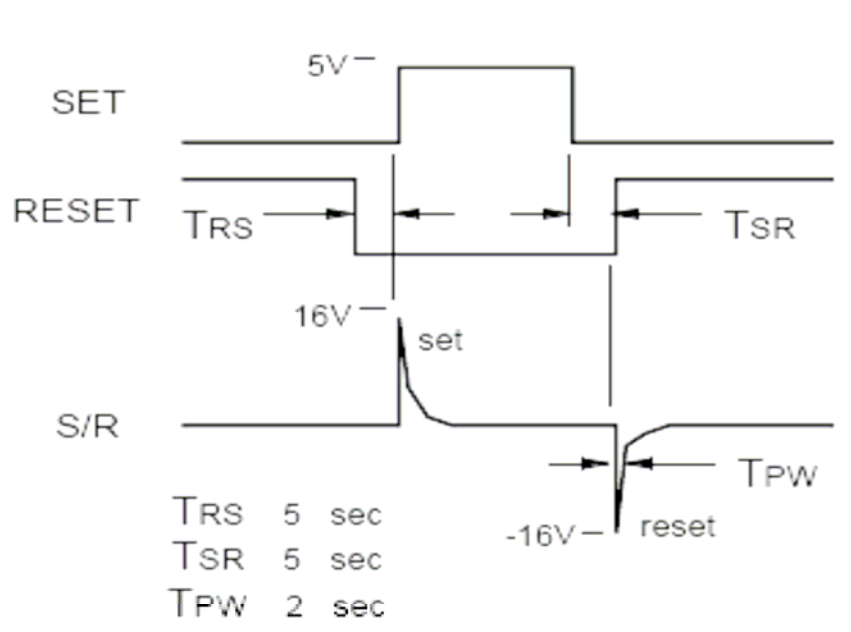 5V
SET
RESET
TRS
TSR
16V
set
S/R
TPW
-16V
reset
TRS 5 sec
TSR 5 sec
TPW 2 sec